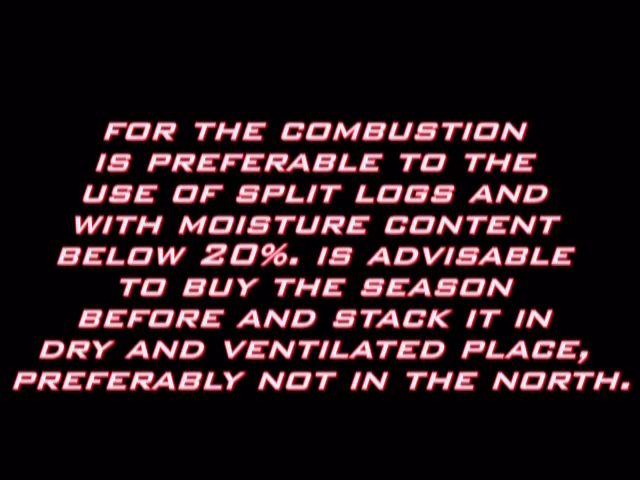 FOR THE COMBUSTION
IS PREFERABLE TO THE
USE OF SPLIT LOGS AND
WITH MOISTURE CONTENT
BELOW 20%. IS ADVISABLE
TO BUY THE SEASON
BEFORE AND STACK IT IN
DRY AND VENTILATED PLACE,
PREFERABLY NOT IN THE NORTH.